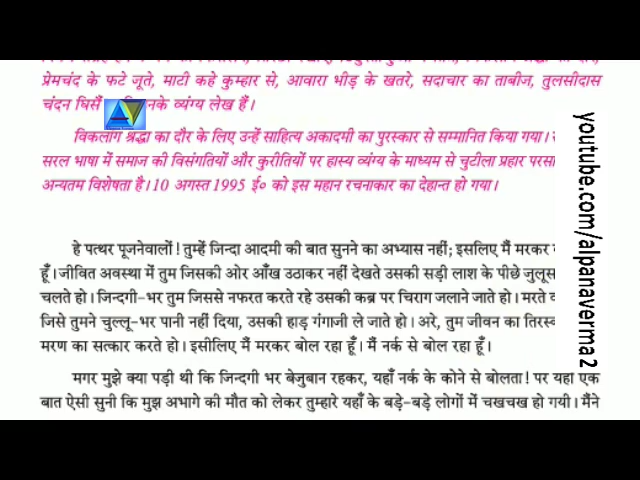 प्रेमचंद के फटे जूते, माटी कहे कुम्हार से, आवारा भीड़ के खतरे, सदाचार का ताबीज, तुलसीदास
चंदन घिसैं नके व्यंग्य लेख हैं।
विकलांग श्रद्धा का दौर के लिए उन्हें साहित्य अकादमी का पुरस्कार से सम्मानित किया गया।
सरल भाषा में समाज की विसंगतियों और कुरीतियों पर हास्य व्यंग्य के माध्यम से चुटीला प्रहार परसा
अन्यतम विशेषता है। 10 अगस्त 1995 ई० को इस महान रचनाकार का देहान्त हो गया।
हे पत्थर पूजनेवालों! तुम्हें जिन्दा आदमी की बात सुनने का अभ्यास नहीं; इसलिए मैं मरकर
हूँ। जीवित अवस्था में तुम जिसकी ओर आँख उठाकर नहीं देखते उसकी सड़ी लाश के पीछे जुलूस
चलते हो। जिन्दगी-भर तुम जिससे नफरत करते रहे उसकी कब्र पर चिराग जलाने जाते हो। मरते
जिसे तुमने चुल्लू-भर पानी नहीं दिया, उसकी हाड़ गंगाजी ले जाते हो। अरे, तुम जीवन का तिरस्
मरण का सत्कार करते हो। इसीलिए मैं मरकर बोल रहा हूँ। मैं नर्क से बोल रहा हूँ।
मगर मुझे क्या पड़ी थी कि जिन्दगी भर बेजुबान रहकर, यहाँ नर्क के कोने से बोलता! पर यहा एक
बात ऐसी सुनी कि मुझ अभागे की मौत को लेकर तुम्हारे यहाँ के बड़े-बड़े लोगों में चखचख हो गयी। मैंने
youtube.com/alpanaverma2